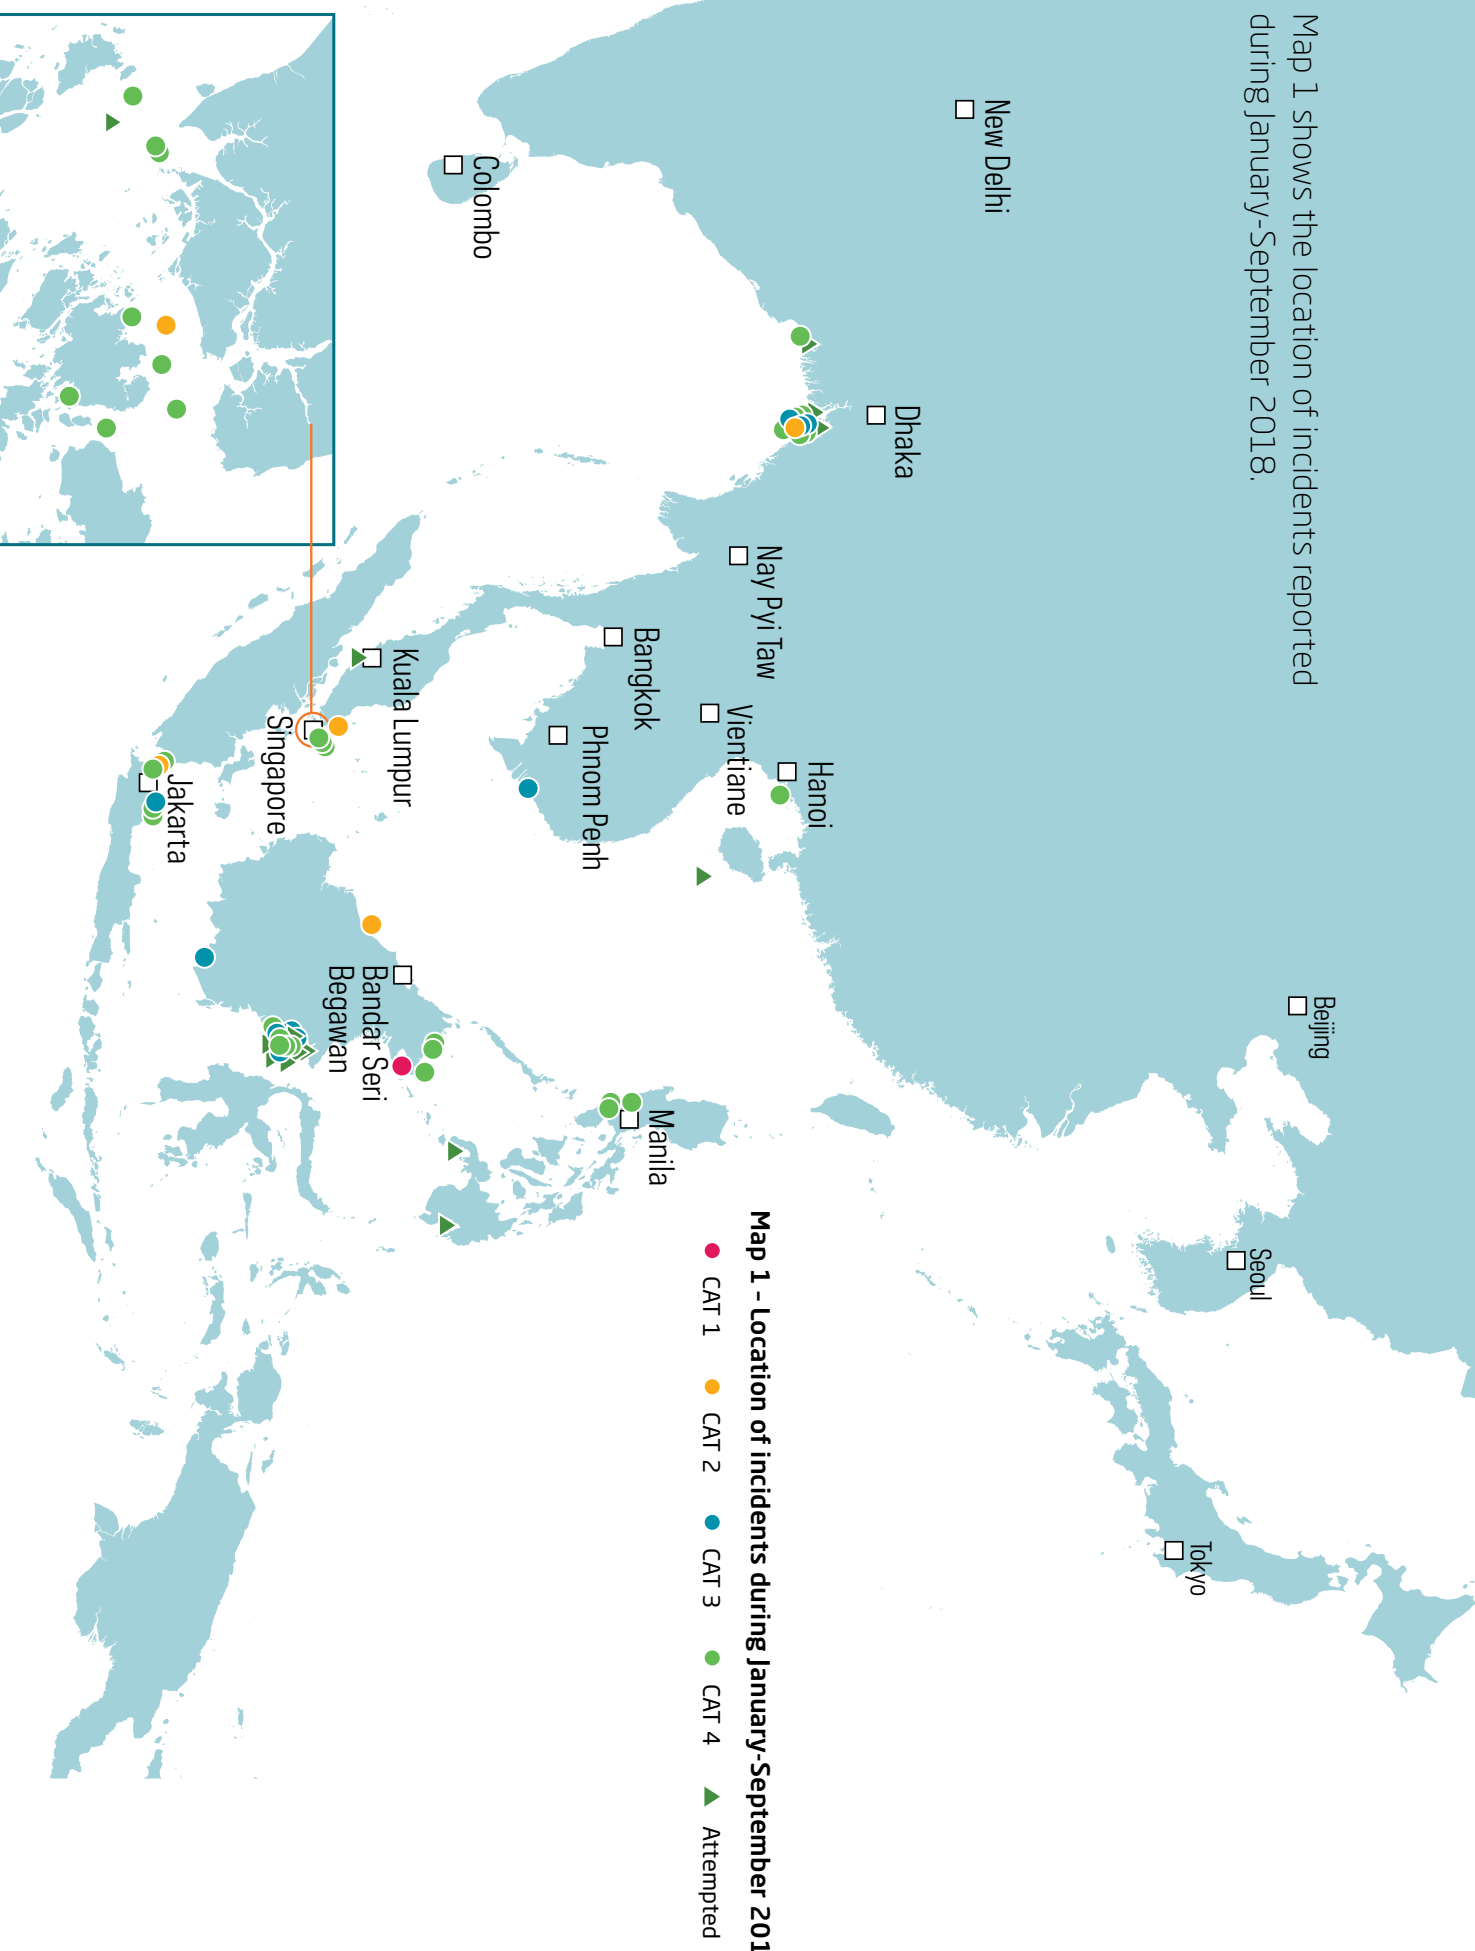 Map 1 shows the location of incidents reported
during January-September 2018.
New Delhi
Colombo
Dhaka
Nay Pyi Taw
Bangkok
Vientiane
Hanoi
Phnom Penh
Kuala Lumpur
Singapore
Jakarta
Bandar Seri
Begawan
Manila
Beijing
Seoul
Tokyo
Map 1 - Location of incidents during January-September 201
CAT 1
CAT 2
CAT 3
CAT 4
Attempted